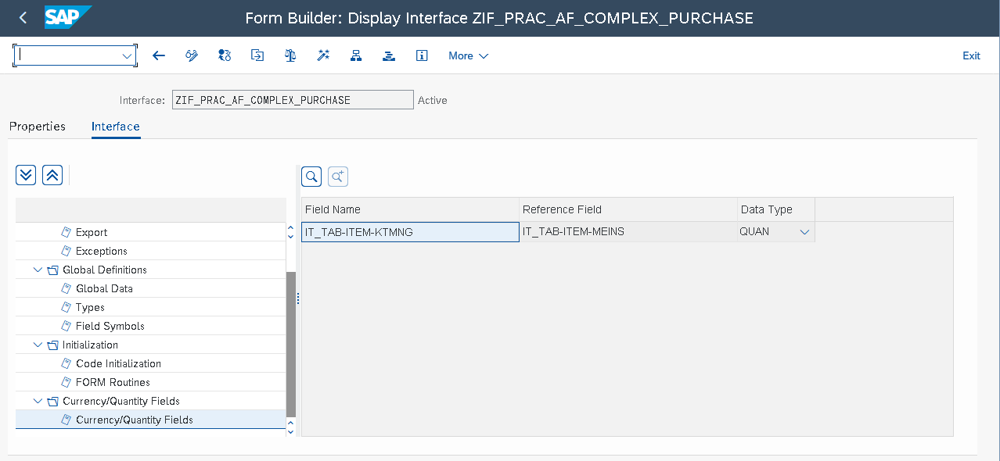 SAP
Form Builder: Display Interface ZIF_PRAC_AF_COMPLEX_PURCHASE
More
Exit
Interface: ZIF_PRAC_AF_COMPLEX_PURCHASE Active
Properties Interface
Field Name Reference Field Data Type
IT_TAB-ITEM-KTMNG IT_TAB-ITEM-MEINS QUAN
Export
Exceptions
Global Definitions
Global Data
Types
Field Symbols
Initialization
Code Initialization
FORM Routines
Currency/Quantity Fields
Currency/Quantity Fields